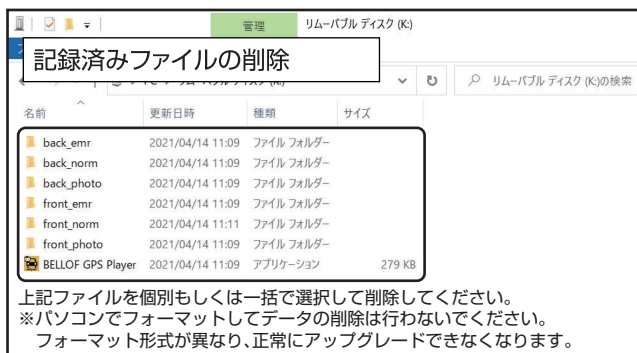 管理
リムーバブル ディスク (K:)
記録済みファイルの削除
リムーバブル ディスク (K:)の検索
名前 更新日時 種類 サイズ
back_emr 2021/04/14 11:09 ファイル フォルダー
back_norm 2021/04/14 11:09 ファイル フォルダー
back_photo 2021/04/14 11:09 ファイル フォルダー
front_emr 2021/04/14 11:09 ファイル フォルダー
front_norm 2021/04/14 11:11 ファイル フォルダー
front_photo 2021/04/14 11:09 ファイル フォルダー
BELLOF GPS Player 2021/04/14 11:09 アプリケーション 279 KB
上記ファイルを個別もしくは一括で選択して削除してください。
※パソコンでフォーマットしてデータの削除は行わないでください。
フォーマット形式が異なり、正常にアップグレードできなくなります。